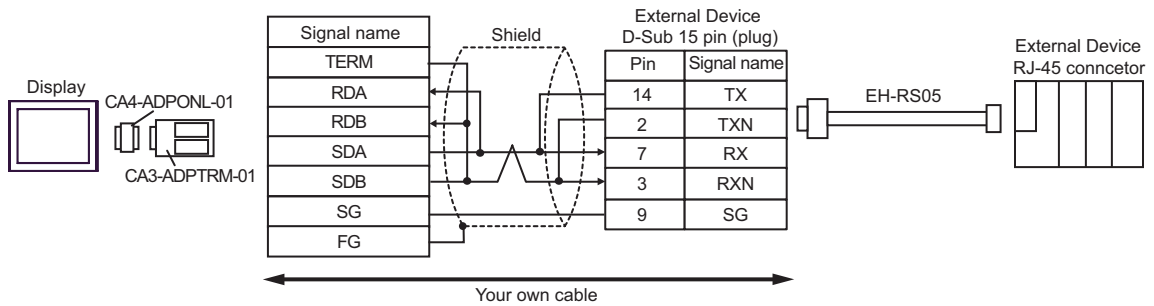 Display
CA4-ADPONL-01
CA3-ADPTRM-01
Signal name
TERM
RDA
RDB
SDA
SDB
SG
FG
Shield
External Device
D-Sub 15 pin (plug)
Pin Signal name
14 TX
2 TXN
7 RX
3 RXN
9 SG
EH-RS05
External Device
RJ-45 conncetor
Your own cable